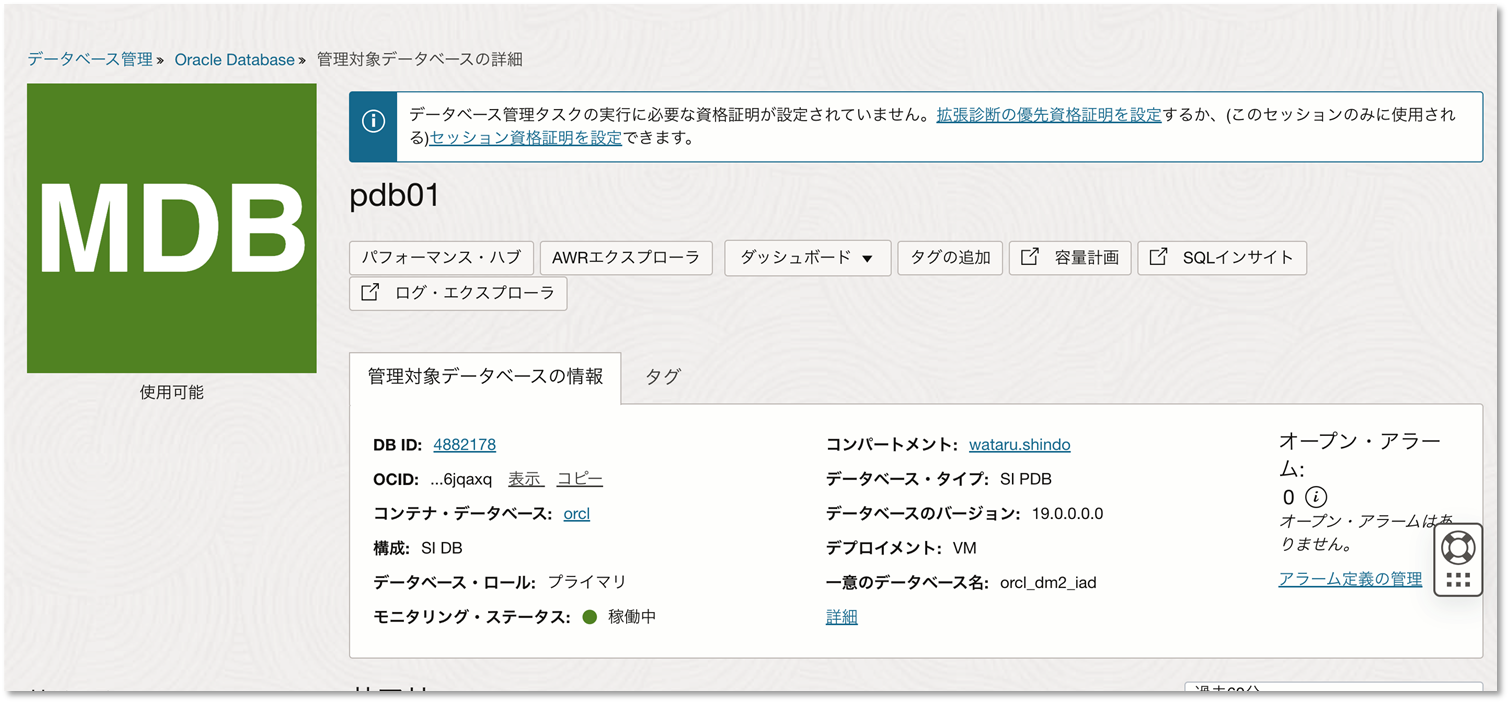 データベース管理 » Oracle Database » 管理対象データベースの詳細
MDB
使用可能
データベース管理タスクの実行に必要な資格証明が設定されていません。拡張診断の優先資格証明を設定するか、(このセッションのみに使用され
る)セッション資格証明を設定できます。
pdb01
パフォーマンス・ハブ AWRエクスプローラ ダッシュボード ▼ タグの追加 容量計画 SQLインサイト
ログ・エクスプローラ
管理対象データベースの情報 タグ
DB ID: 4882178
OCID: ...6jqaxq 表示 コピー
コンテナ・データベース: orcl
構成: SI DB
データベース・ロール: プライマリ
モニタリング・ステータス: 稼働中
コンパートメント: wataru.shindo
データベース・タイプ: SI PDB
データベースのバージョン: 19.0.0.0.0
デプロイメント: VM
一意のデータベース名: orcl_dm2_iad
詳細
オープン・アラー
ム:
0
オープン・アラームはあ
りません。
アラーム定義の管理